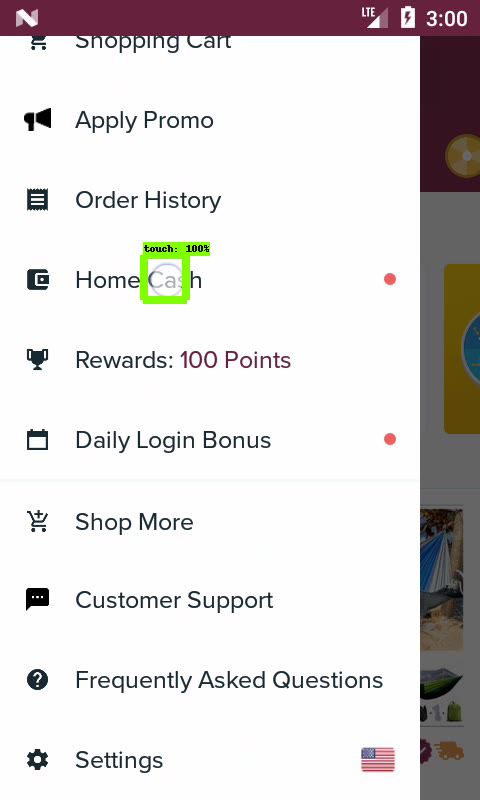 LTE 3:00
Shopping Cart
Apply Promo
Order History
touch: 100%
Home Cash
Rewards: 100 Points
Daily Login Bonus
Shop More
Customer Support
Frequently Asked Questions
Settings